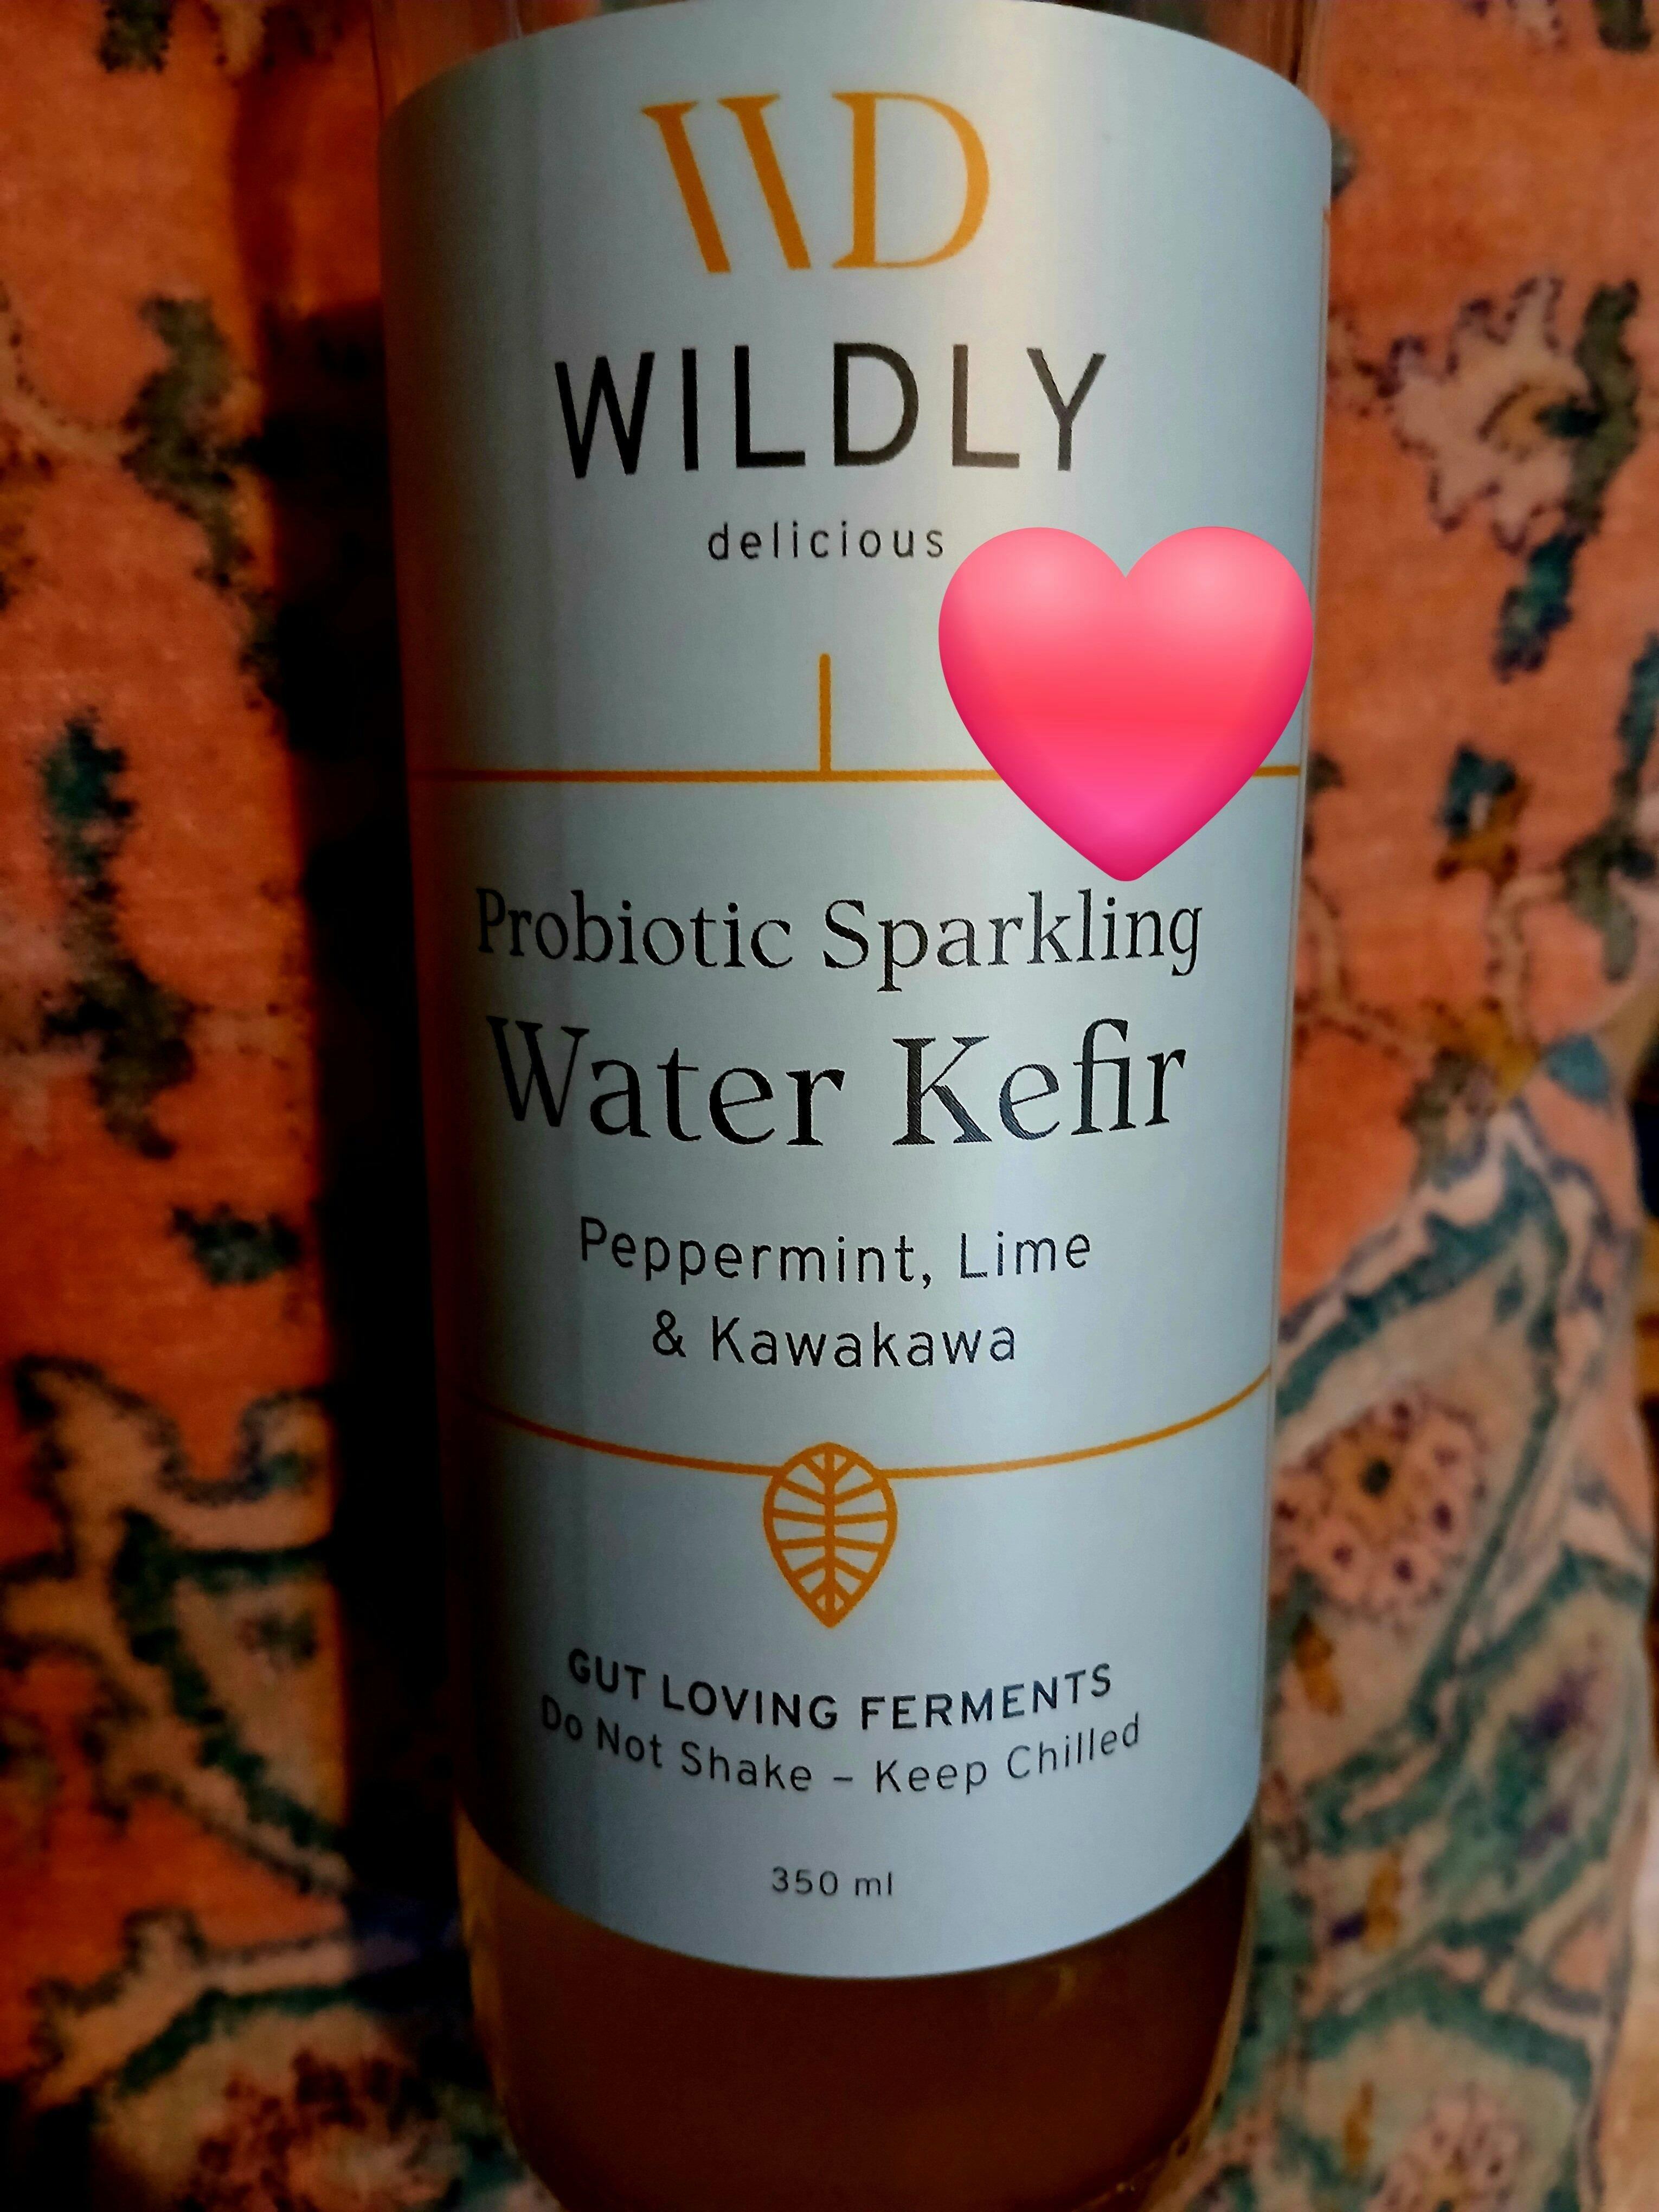 WD
WILDLY
delicious
Probiotic Sparkling
Water Kefir
Peppermint, Lime
& Kawakawa
GUT LOVING FERMENTS
Do Not Shake – Keep Chilled
350 ml